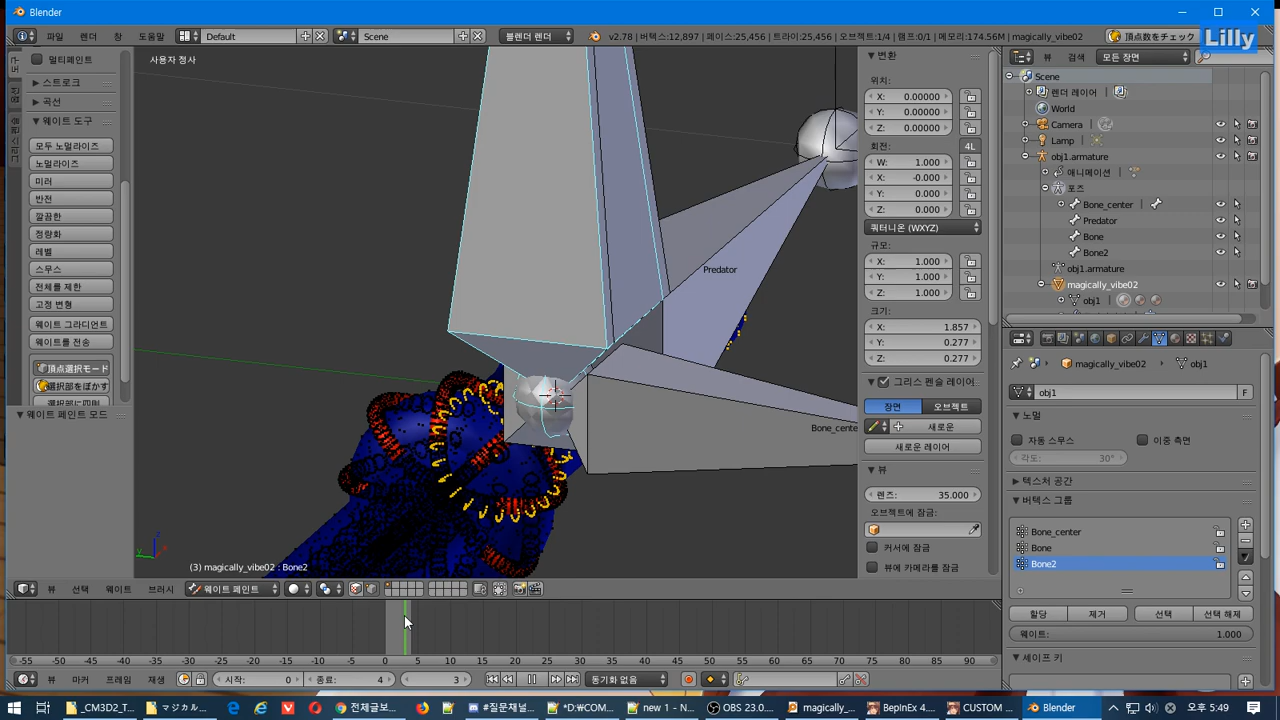 Blender
파일
렌더
창
도움말
Default
Scene
블렌더 렌더
v2.78 | 버텍스:12,897 | 페이스:25,456 | 트라이:25,456 | 오브젝트:1/4 | 램프:0/1 | 메모리:174.56M | magically_vibe02
頂点数をチェック
Lilly
멀티페인트
스트로크
곡선
웨이트 도구
모두 노멀라이즈
노멀라이즈
미러
반전
깔끔한
정량화
레벨
스무스
전체를 제한
고정 변형
웨이트 그라디언트
웨이트를 전송
頂点選択モード
選択部をぼかす
웨이트 페인트 모드
사용자 정사
Predator
Bone_cente
(3) magically_vibe02 : Bone2
변환
위치:
X: 0.00000
Y: 0.00000
Z: 0.00000
회전: 4L
W: 1.000
X: -0.000
Y: 0.000
Z: 0.000
쿼터니온 (WXYZ)
규모:
X: 1.000
Y: 1.000
Z: 1.000
크기:
X: 1.857
Y: 0.277
Z: 0.277
그리스 펜슬 레이어
장면 오브젝트
새로운
새로운 레이어
뷰
렌즈: 35.000
오브젝트에 잠금:
커서에 잠금
뷰에 카메라를 잠금
뷰 검색 모든 장면
Scene
렌더 레이어
World
Camera
Lamp
obj1.armature
애니메이션
포즈
Bone_center
Predator
Bone
Bone2
obj1.armature
magically_vibe02
obj1
magically_vibe02 obj1
obj1 F
노멀
자동 스무스 이중 측면
각도: 30°
텍스처 공간
버텍스 그룹
Bone_center
Bone
Bone2
할당 제거 선택 선택 해제
웨이트: 1.000
셰이프 키
뷰 선택 웨이트 브러시 웨이트 페인트
-55 -50 -45 -40 -35 -30 -25 -20 -15 -10 -5 0 5 10 15 20 25 30 35 40 45 50 55 60 65 70 75 80 85 90
뷰 마커 프레임 재생 시작: 0 종료: 4 3 동기화 없음
_CM3D2_T... マジカル... 전체글보... #질문채널... *D:₩COM... new 1 - N... OBS 23.0.... magically_... BepInEx 4.... CUSTOM ... Blender 오후 5:49